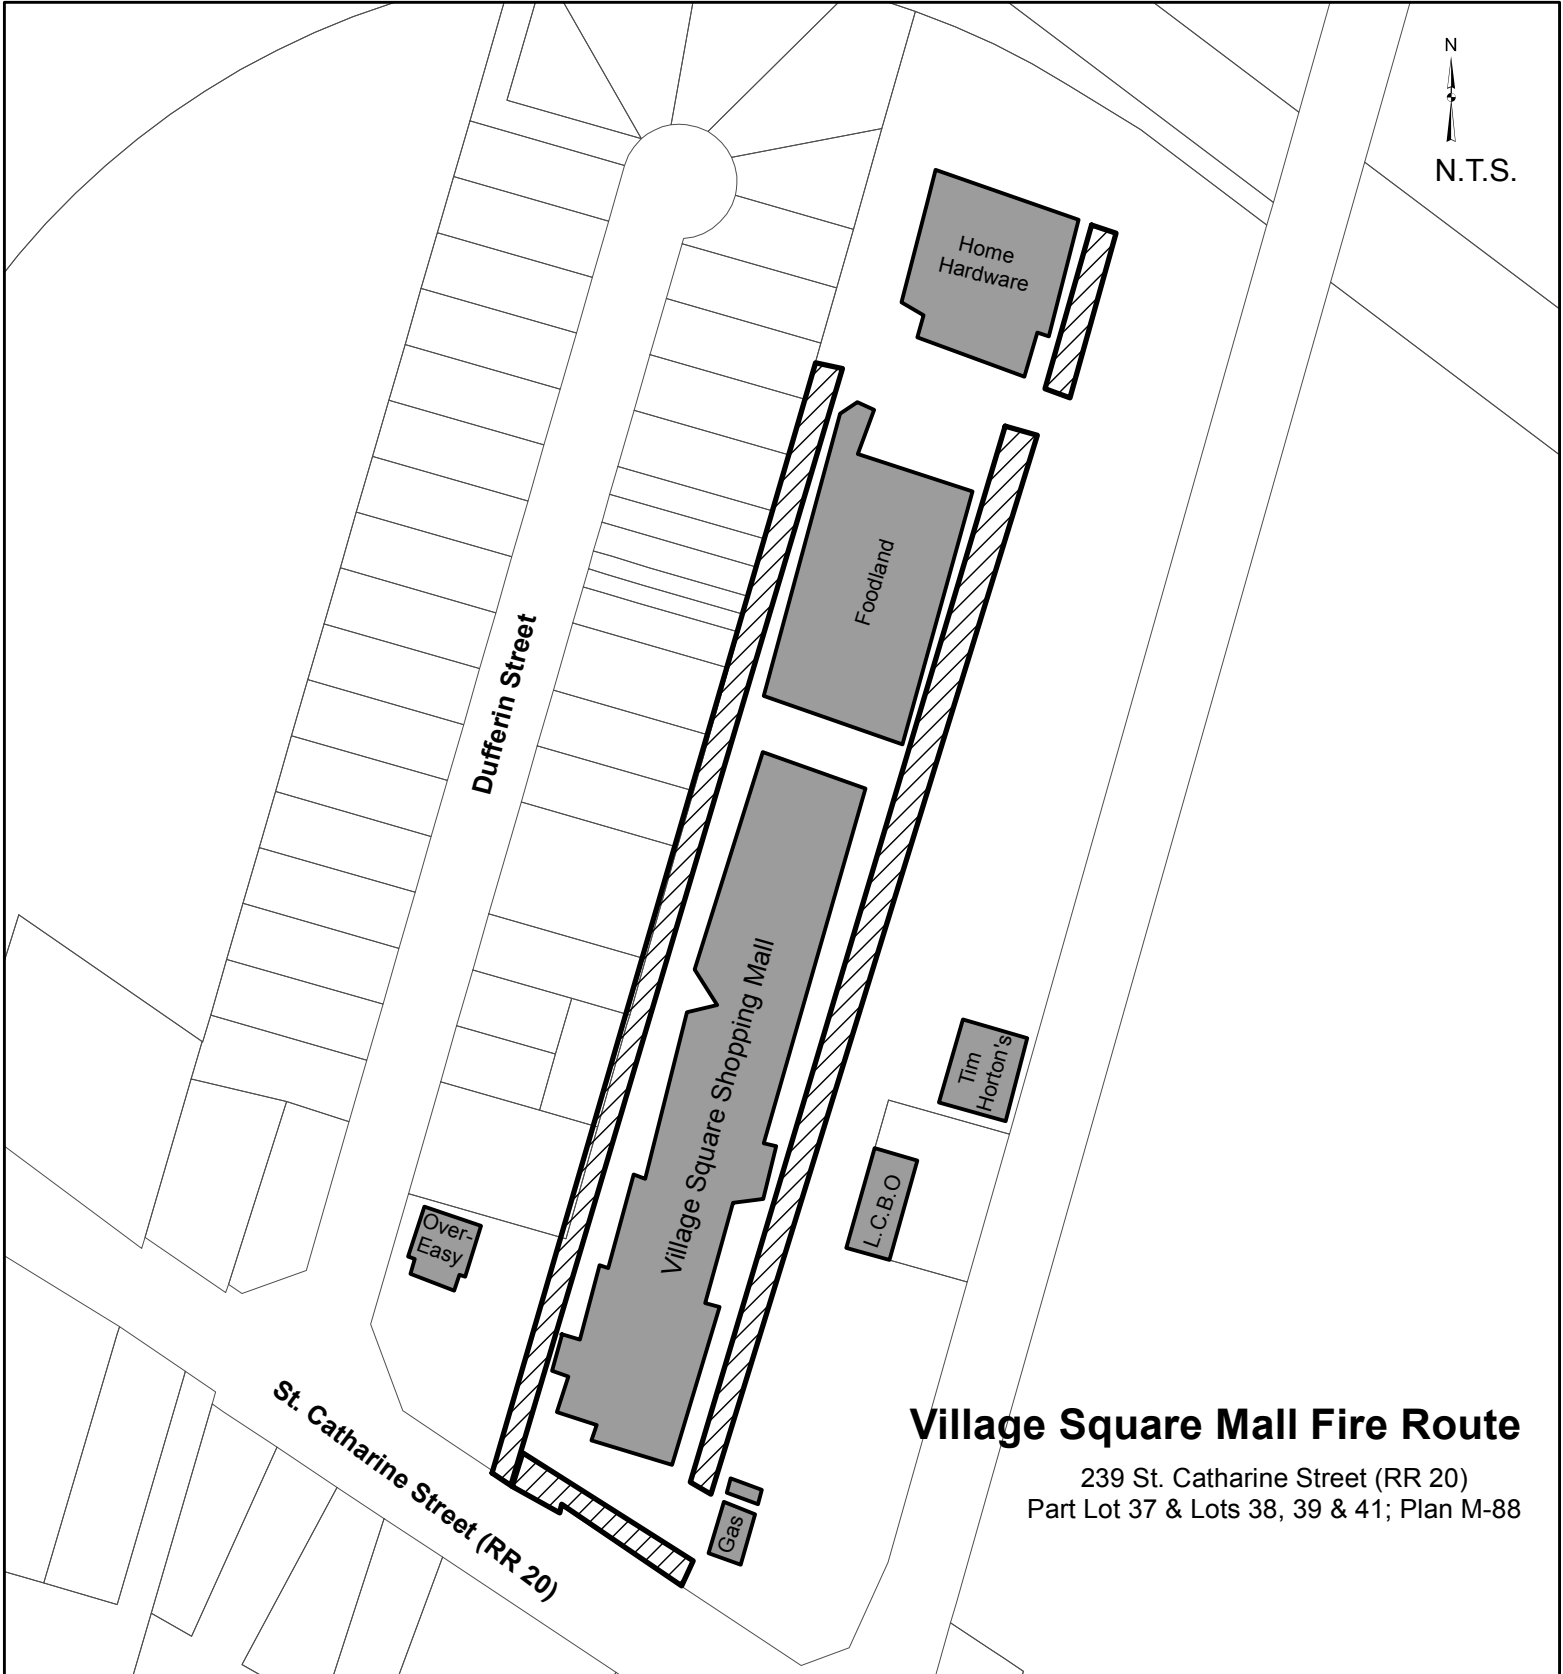 N
N.T.S.
Home
Hardware
Foodland
Dufferin Street
Village Square Shopping Mall
Tim
Horton's
L.C.B.O
Over-
Easy
St. Catharine Street (RR 20)
Gas
Village Square Mall Fire Route
239 St. Catharine Street (RR 20)
Part Lot 37 & Lots 38, 39 & 41; Plan M-88